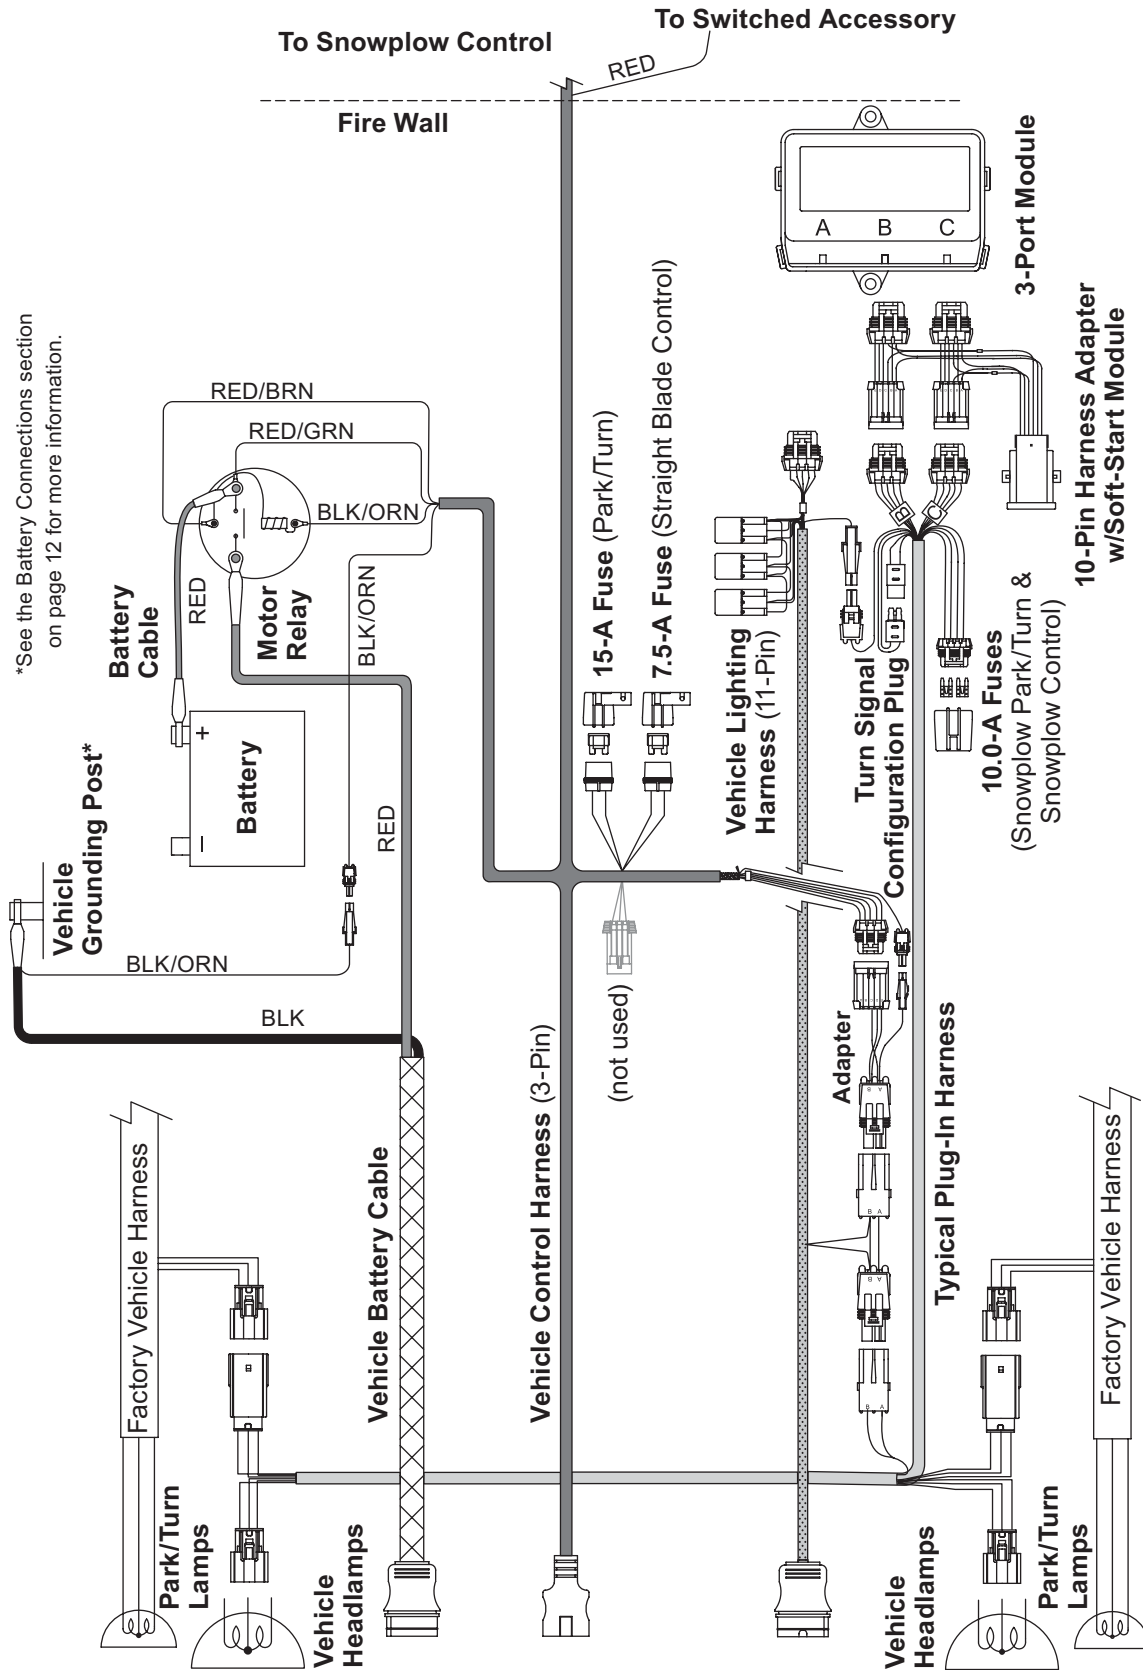 To Snowplow Control
To Switched Accessory
RED
Fire Wall
*See the Battery Connections section
on page 12 for more information.
RED/BRN
RED/GRN
BLK/ORN
RED
BLK/ORN
Battery
Cable
Motor
Relay
Vehicle
Grounding Post*
Battery
+
–
RED
BLK/ORN
BLK
15-A Fuse (Park/Turn)
7.5-A Fuse (Straight Blade Control)
A
B
C
3-Port Module
10-Pin Harness Adapter
w/Soft-Start Module
Vehicle Lighting
Harness (11-Pin)
B
C
Turn Signal
Configuration Plug
10.0-A Fuses
(Snowplow Park/Turn &
Snowplow Control)
(not used)
Adapter
A
B
B
A
A
B
B
A
Typical Plug-In Harness
Vehicle Battery Cable
Vehicle Control Harness (3-Pin)
Factory Vehicle Harness
Factory Vehicle Harness
Park/Turn
Lamps
Vehicle
Headlamps
Vehicle
Headlamps
Park/Turn
Lamps